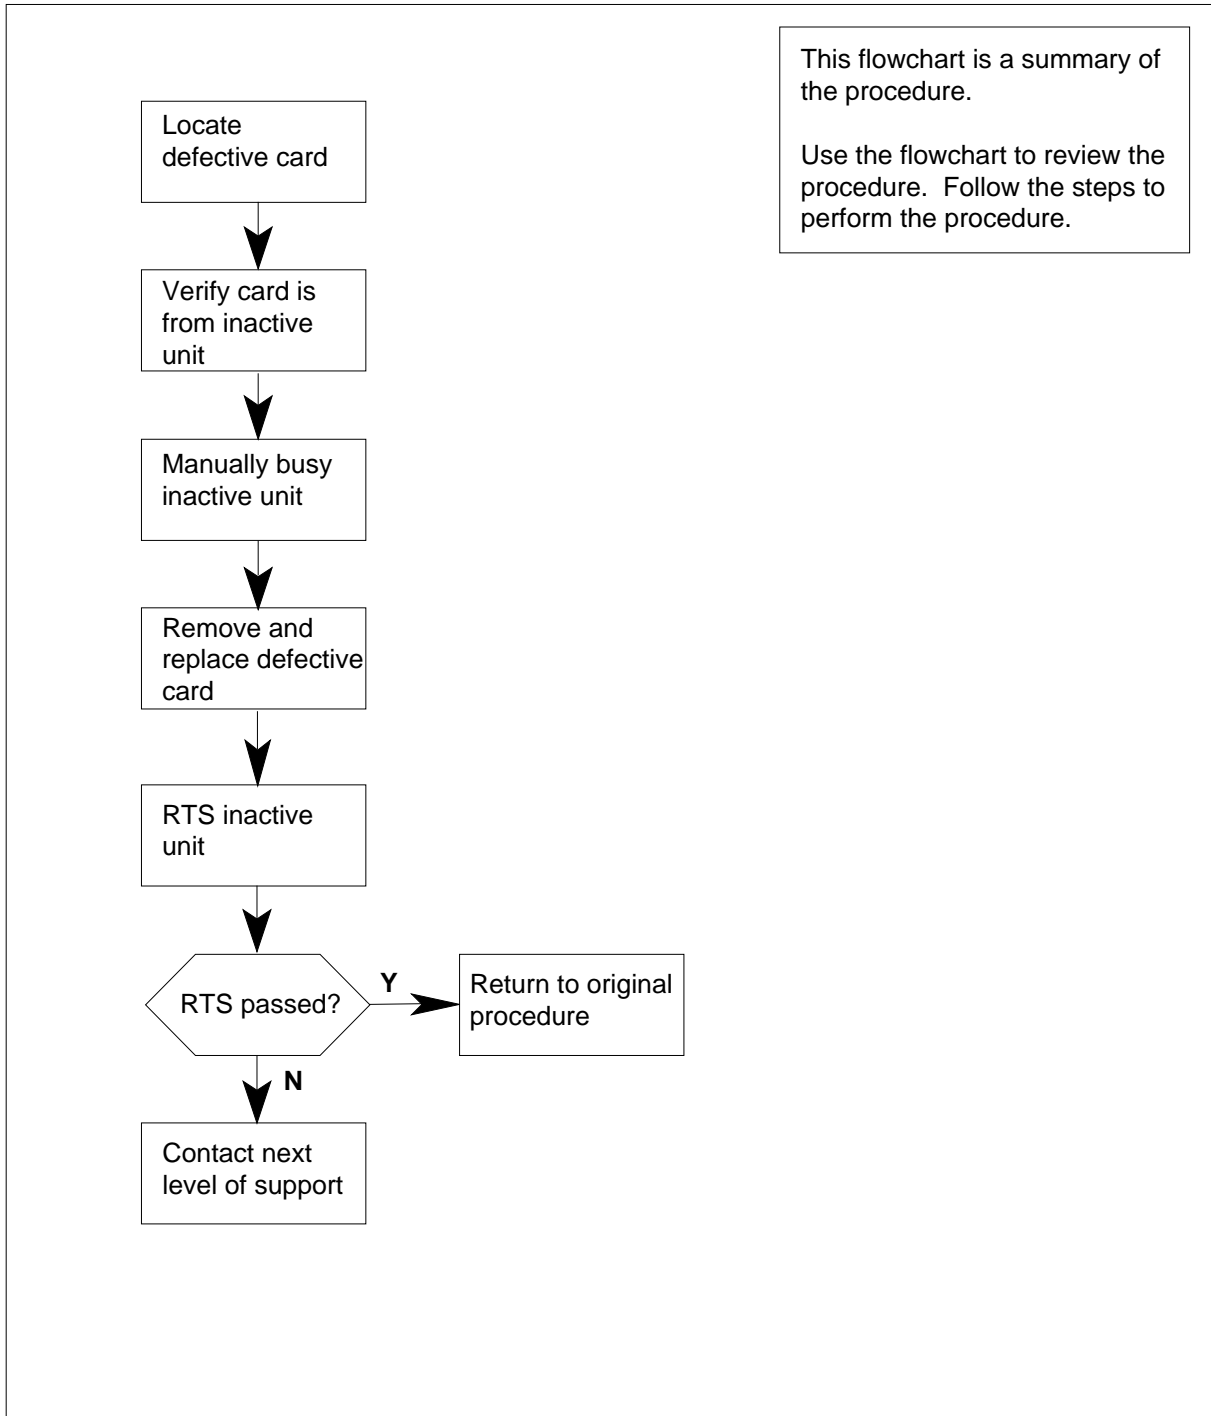 This flowchart is a summary of
the procedure.
Use the flowchart to review the
procedure.  Follow the steps to
perform the procedure.
Locate
defective card
Verify card is
from inactive
unit
Manually busy
inactive unit
Remove and
replace defective
card
RTS inactive
unit
RTS passed?
Y
Return to original
procedure
N
Contact next
level of support